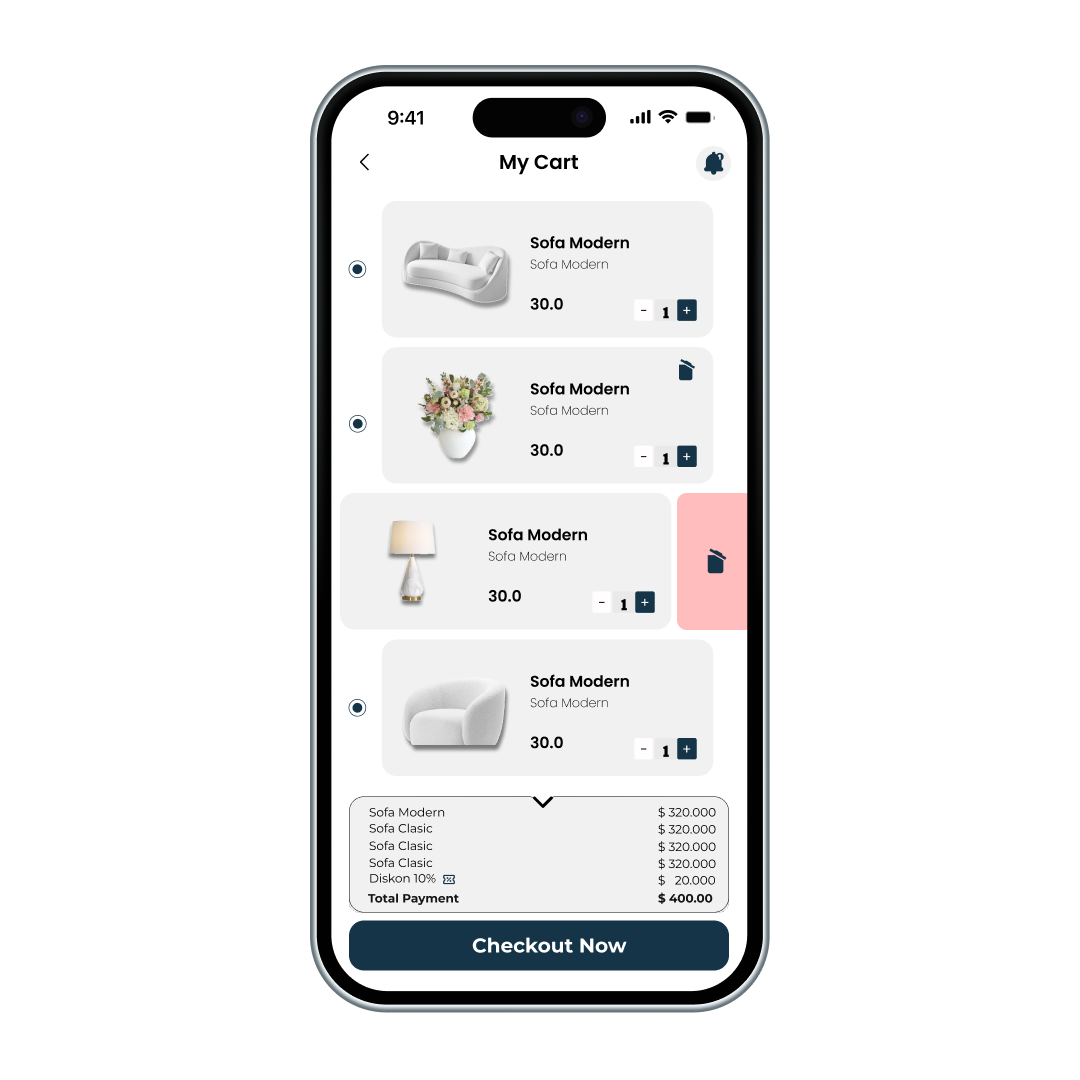 9:41
My Cart
Sofa Modern
Sofa Modern
30.0
- 1 +
Sofa Modern
Sofa Modern
30.0
- 1 +
Sofa Modern
Sofa Modern
30.0
- 1 +
Sofa Modern
Sofa Modern
30.0
- 1 +
Sofa Modern $ 320.000
Sofa Clasic $ 320.000
Sofa Clasic $ 320.000
Sofa Clasic $ 320.000
Diskon 10% $ 20.000
Total Payment $ 400.00
Checkout Now